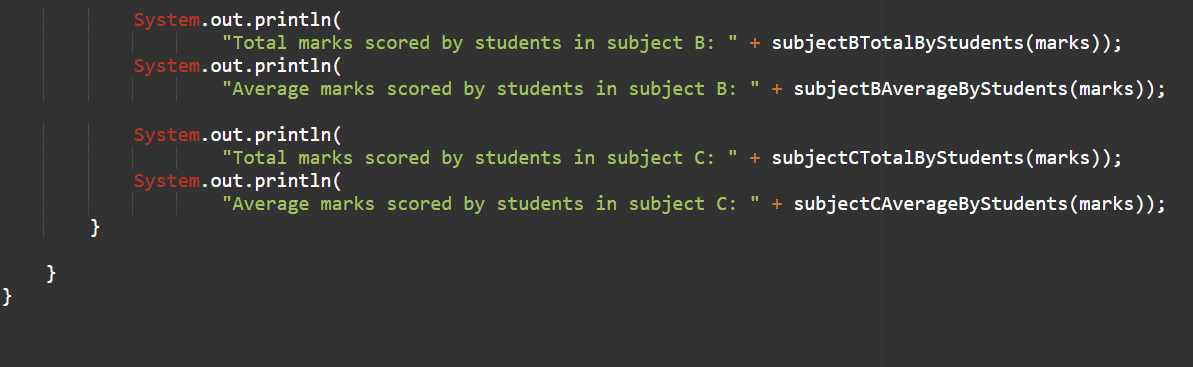 System.out.println(
"Total marks scored by students in subject B: " + subjectBTotalByStudents(marks));
System.out.println(
"Average marks scored by students in subject B: " + subjectBAverageByStudents(marks));
System.out.println(
"Total marks scored by students in subject C: " + subjectCTotalByStudents(marks));
System.out.println(
"Average marks scored by students in subject C: " + subjectCAverageByStudents(marks));
}
}
}